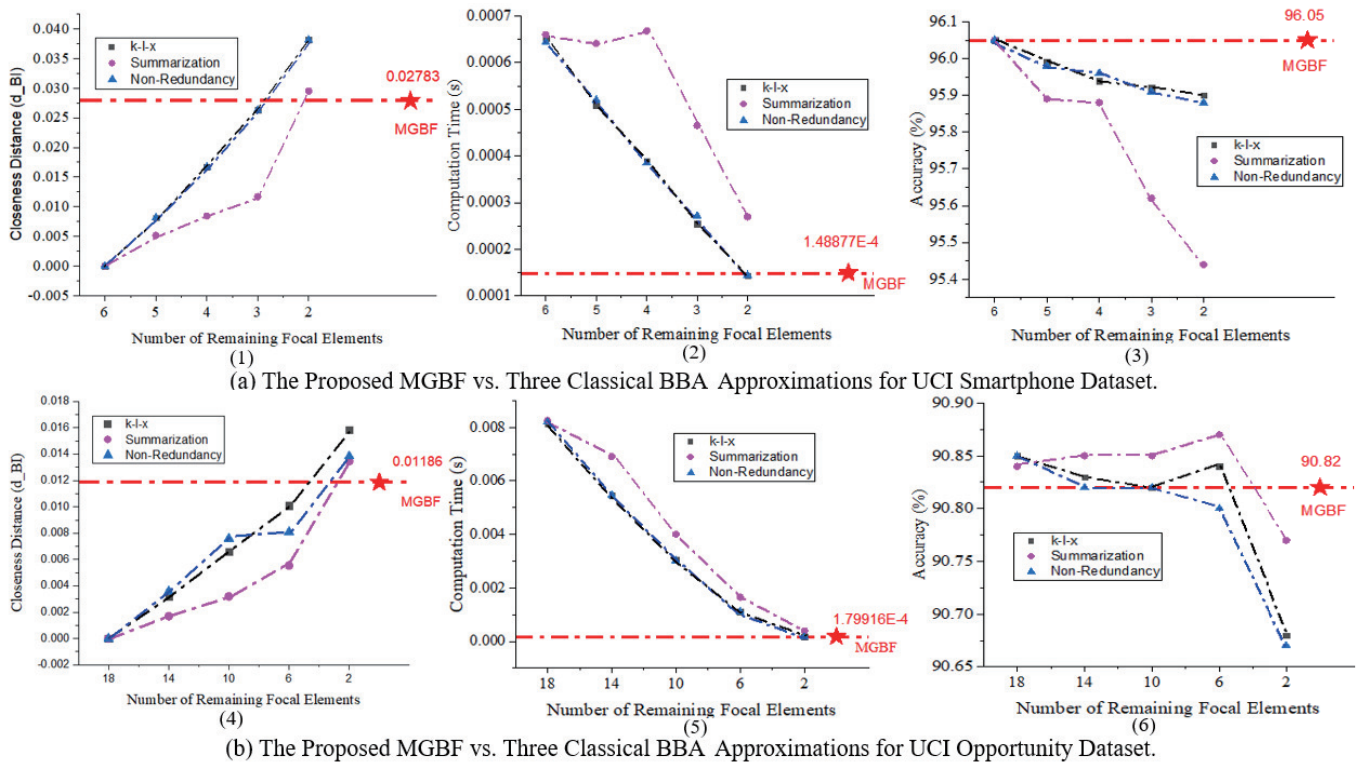 0.040
0.035
0.030
0.025
0.020
0.015
0.010
0.005
0.000
-0.005
Closeness Distance (d_BI)
k-l-x
Summarization
Non-Redundancy
0.02783
MGBF
6 5 4 3 2
Number of Remaining Focal Elements
(1)
0.0007
0.0006
0.0005
0.0004
0.0003
0.0002
0.0001
Computation Time (s)
k-l-x
Summarization
Non-Redundancy
1.48877E-4
MGBF
6 5 4 3 2
Number of Remaining Focal Elements
(2)
96.1
96.0
95.9
95.8
95.7
95.6
95.5
95.4
Accuracy (%)
96.05
MGBF
k-l-x
Summarization
Non-Redundancy
6 5 4 3 2
Number of Remaining Focal Elements
(3)
(a) The Proposed MGBF vs. Three Classical BBA Approximations for UCI Smartphone Dataset.
0.018
0.016
0.014
0.012
0.010
0.008
0.006
0.004
0.002
0.000
-0.002
Closeness Distance (d_BI)
k-l-x
Summarization
Non-Redundancy
0.01186
MGBF
18 14 10 6 2
Number of Remaining Focal Elements
(4)
0.008
0.006
0.004
0.002
0.000
Computation Time (s)
k-l-x
Summarization
Non-Redundancy
1.79916E-4
MGBF
18 14 10 6 2
Number of Remaining Focal Elements
(5)
90.90
90.85
90.80
90.75
90.70
90.65
Accuracy (%)
90.82
MGBF
k-l-x
Summarization
Non-Redundancy
18 14 10 6 2
Number of Remaining Focal Elements
(6)
(b) The Proposed MGBF vs. Three Classical BBA Approximations for UCI Opportunity Dataset.